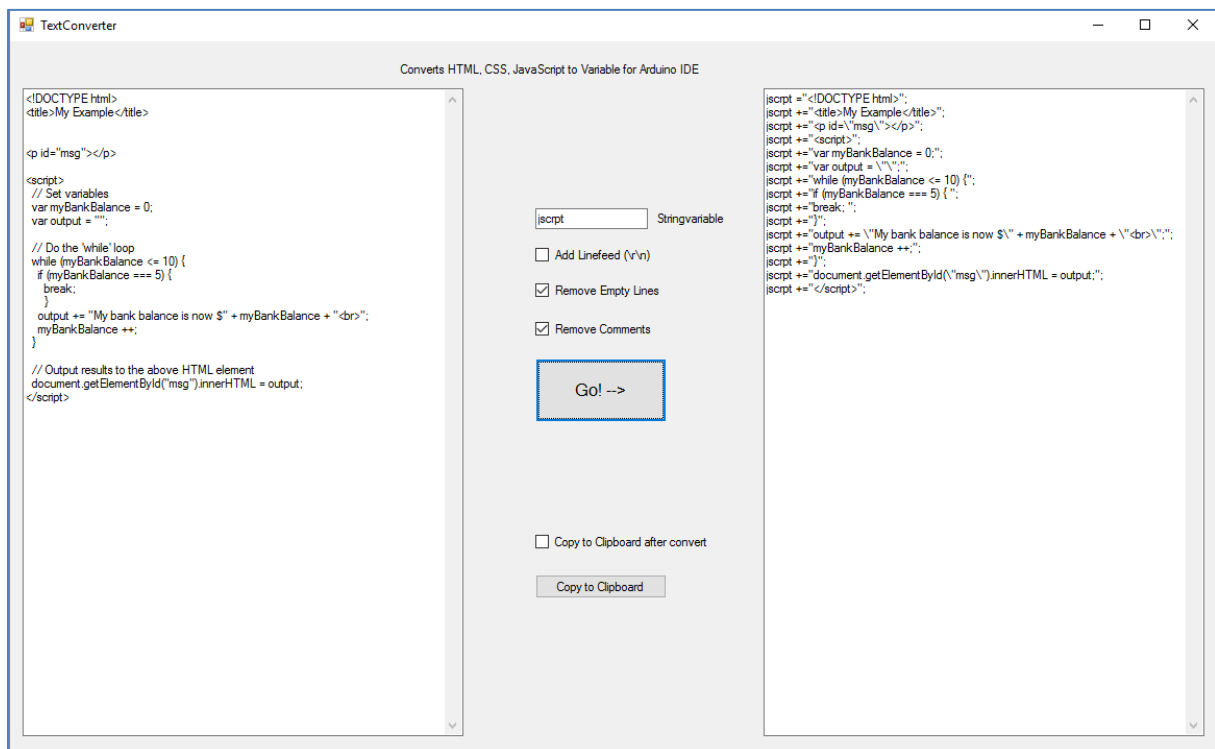 TextConverter
Converts HTML, CSS, JavaScript to Variable for Arduino IDE
<!DOCTYPE html>
<title>My Example</title>
<p id="msg"></p>
<script>
// Set variables
var myBankBalance = 0;
var output = "";
// Do the 'while' loop
while (myBankBalance <= 10) {
if (myBankBalance === 5) {
break;
}
output += "My bank balance is now $" + myBankBalance + "<br>";
myBankBalance ++;
}
// Output results to the above HTML element
document.getElementById("msg").innerHTML = output;
</script>
jscrpt Stringvariable
Add Linefeed (\r\n)
Remove Empty Lines
Remove Comments
Go! -->
Copy to Clipboard after convert
Copy to Clipboard
jscrpt ="<!DOCTYPE html>";
jscrpt +="<title>My Example</title>";
jscrpt +="<p id=\"msg\"></p>";
jscrpt +="<script>";
jscrpt +="var myBankBalance = 0;";
jscrpt +="var output = \"\";";
jscrpt +="while (myBankBalance <= 10) {";
jscrpt +="if (myBankBalance === 5) { ";
jscrpt +="break; ";
jscrpt +="}";
jscrpt +="output += \"My bank balance is now $\" + myBankBalance + \"<br>\";";
jscrpt +="myBankBalance ++;";
jscrpt +="}";
jscrpt +="document.getElementById(\"msg\").innerHTML = output;";
jscrpt +="</script>";